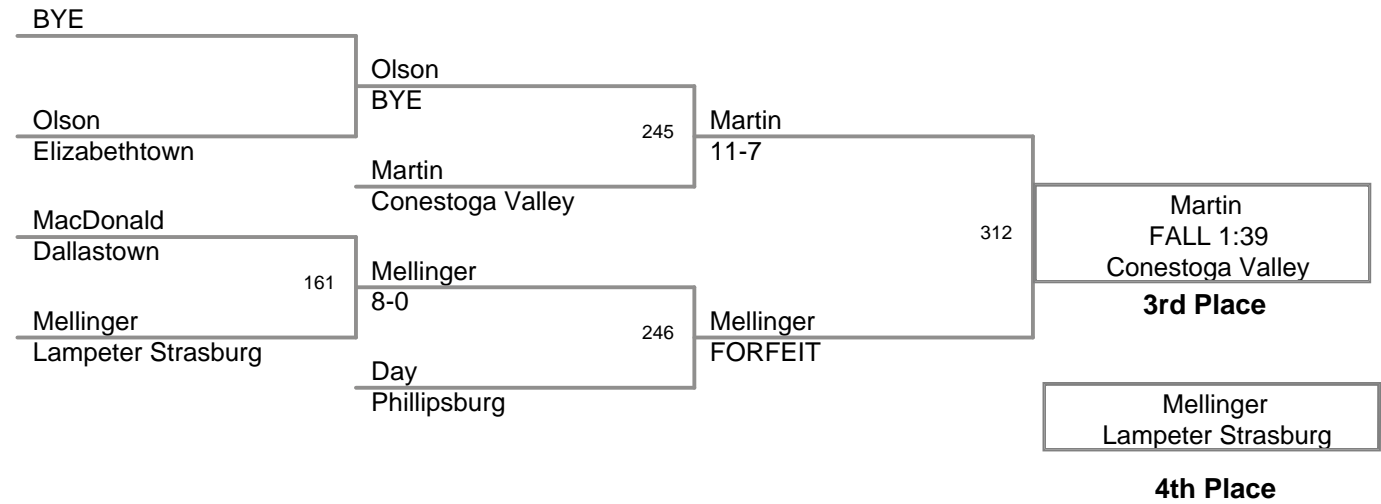 BYE
Olson
Elizabethtown
MacDonald
Dallastown
161
Mellinger
Lampeter Strasburg
Olson
BYE
245
Martin
Conestoga Valley
Mellinger
8-0
246
Day
Phillipsburg
Martin
11-7
312
Mellinger
FORFEIT
Martin
FALL 1:39
Conestoga Valley
3rd Place
Mellinger
Lampeter Strasburg
4th Place